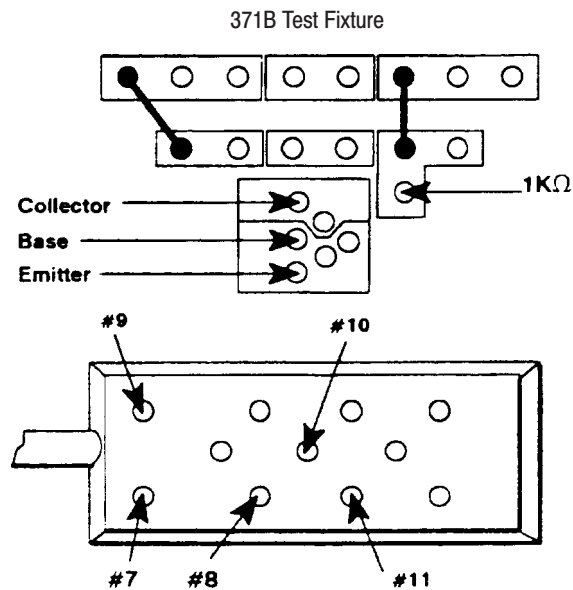 371B Test Fixture
1KΩ
Collector
Base
Emitter
#9
#10
#7
#8
#11